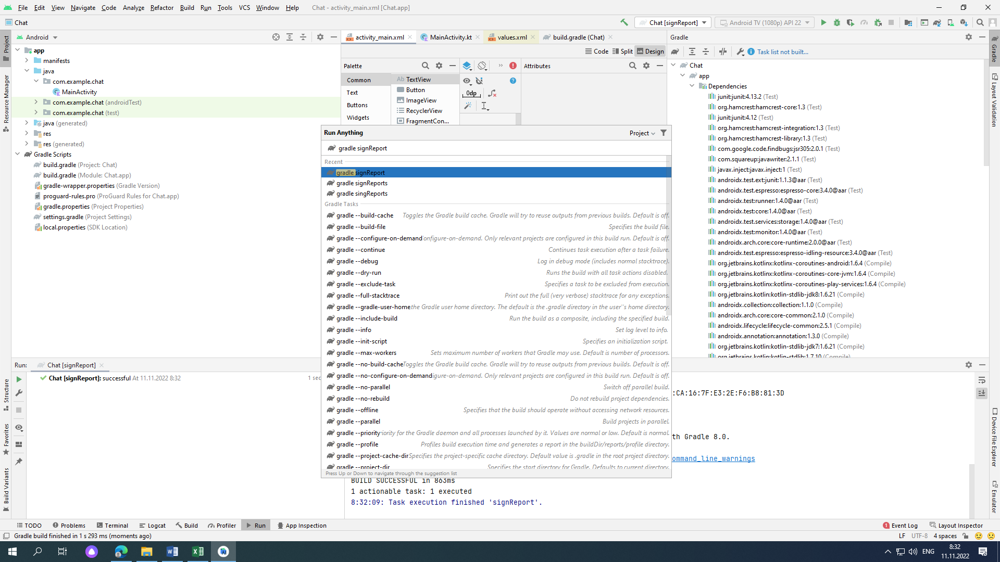 File Edit View Navigate Code Analyze Refactor Build Run Tools VCS Window Help Chat - activity_main.xml [Chat.app]
Chat
Chat [signReport]
Android TV (1080p) API 22
Project
Resource Manager
Structure
Favorites
Build Variants
Android
app
manifests
java
com.example.chat
MainActivity
com.example.chat (androidTest)
com.example.chat (test)
java (generated)
res
res (generated)
Gradle Scripts
build.gradle (Project: Chat)
build.gradle (Module: Chat.app)
gradle-wrapper.properties (Gradle Version)
proguard-rules.pro (ProGuard Rules for Chat.app)
gradle.properties (Project Properties)
settings.gradle (Project Settings)
local.properties (SDK Location)
activity_main.xml
MainActivity.kt
values.xml
build.gradle (Chat)
Code Split Design
Palette
Common
Text
Buttons
Widgets
Ab TextView
Button
ImageView
RecyclerView
FragmentCon...
0dp
Attributes
Run Anything
Project
gradle signReport
Recent
gradle signReport
gradle signReports
gradle singReports
Gradle Tasks
gradle --build-cache Toggles the Gradle build cache. Gradle will try to reuse outputs from previous builds. Default is off.
gradle --build-file Specifies the build file.
gradle --configure-on-demand onfigure-on-demand. Only relevant projects are configured in this build run. Default is off.
gradle --continue Continues task execution after a task failure.
gradle --debug Log in debug mode (includes normal stacktrace).
gradle --dry-run Runs the build with all task actions disabled.
gradle --exclude-task Specifies a task to be excluded from execution.
gradle --full-stacktrace Print out the full (very verbose) stacktrace for any exceptions.
gradle --gradle-user-home the Gradle user home directory. The default is the .gradle directory in the user''s home directory.
gradle --include-build Run the build as a composite, including the specified build.
gradle --info Set log level to info.
gradle --init-script Specifies an initialization script.
gradle --max-workers Sets maximum number of workers that Gradle may use. Default is number of processors.
gradle --no-build-cache Toggles the Gradle build cache. Gradle will try to reuse outputs from previous builds. Default is off.
gradle --no-configure-on-demand igure-on-demand. Only relevant projects are configured in this build run. Default is off.
gradle --no-parallel Switch off parallel build.
gradle --no-rebuild Do not rebuild project dependencies.
gradle --offline Specifies that the build should operate without accessing network resources.
gradle --parallel Build projects in parallel.
gradle --priority riority for the Gradle daemon and all processes launched by it. Values are normal or low. Default is normal.
gradle --profile Profiles build execution time and generates a report in the buildDir/reports/profile directory.
gradle --project-cache-dir Specifies the project-specific cache directory. Default value is .gradle in the root project directory.
gradle --project-dir Specifies the start directory for Gradle. Defaults to current directory.
Press Up or Down to navigate through the suggestion list
Gradle
Task list not built...
Chat
app
Dependencies
junit:junit:4.13.2 (Test)
org.hamcrest:hamcrest-core:1.3 (Test)
junit:junit:4.12 (Test)
org.hamcrest:hamcrest-integration:1.3 (Test)
org.hamcrest:hamcrest-library:1.3 (Test)
com.google.code.findbugs:jsr305:2.0.1 (Test)
com.squareup:javawriter:2.1.1 (Test)
javax.inject:javax.inject:1 (Test)
androidx.test.ext:junit:1.1.3@aar (Test)
androidx.test.espresso:espresso-core:3.4.0@aar (Test)
androidx.test:runner:1.4.0@aar (Test)
androidx.test:core:1.4.0@aar (Test)
androidx.test.services:storage:1.4.0@aar (Test)
androidx.test:monitor:1.4.0@aar (Test)
androidx.arch.core:core-runtime:2.0.0@aar (Test)
androidx.test.espresso:espresso-idling-resource:3.4.0@aar (Test)
org.jetbrains.kotlinx:kotlinx-coroutines-android:1.6.4 (Compile)
org.jetbrains.kotlinx:kotlinx-coroutines-core-jvm:1.6.4 (Compile)
org.jetbrains.kotlinx:kotlinx-coroutines-play-services:1.6.4 (Compile)
org.jetbrains.kotlin:kotlin-stdlib-jdk8:1.6.21 (Compile)
androidx.collection:collection:1.1.0 (Compile)
androidx.arch.core:core-common:2.1.0 (Compile)
androidx.lifecycle:lifecycle-common:2.5.1 (Compile)
androidx.annotation:annotation:1.3.0 (Compile)
org.jetbrains.kotlin:kotlin-stdlib-jdk7:1.6.21 (Compile)
org.jetbrains.kotlin:kotlin-stdlib:1.7.10 (Compile)
Gradle
Layout Validation
Device File Explorer
Emulator
Run: Chat [signReport]
Chat [signReport]: successful At 11.11.2022 8:32 1 sec
:CA:16:7F:E3:2E:F6:B8:81:3D
th Gradle 8.0.
ommand_line_warnings
BUILD SUCCESSFUL in 863ms
1 actionable task: 1 executed
8:32:09: Task execution finished 'signReport'.
TODO Problems Terminal Logcat Build Profiler Run App Inspection
1 Event Log Layout Inspector
Gradle build finished in 1 s 293 ms (moments ago)
LF UTF-8 4 spaces
ENG
8:32
11.11.2022